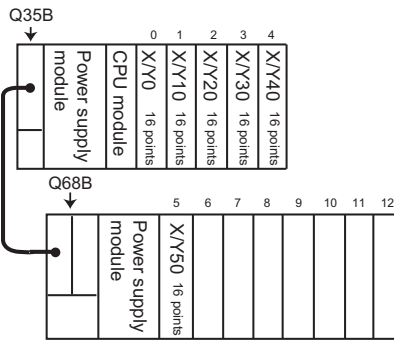 Q35B
0 1 2 3 4
Power supply
module
CPU module
X/Y0 16 points
X/Y10 16 points
X/Y20 16 points
X/Y30 16 points
X/Y40 16 points
Q68B
5 6 7 8 9 10 11 12
Power supply
module
X/Y50 16 points